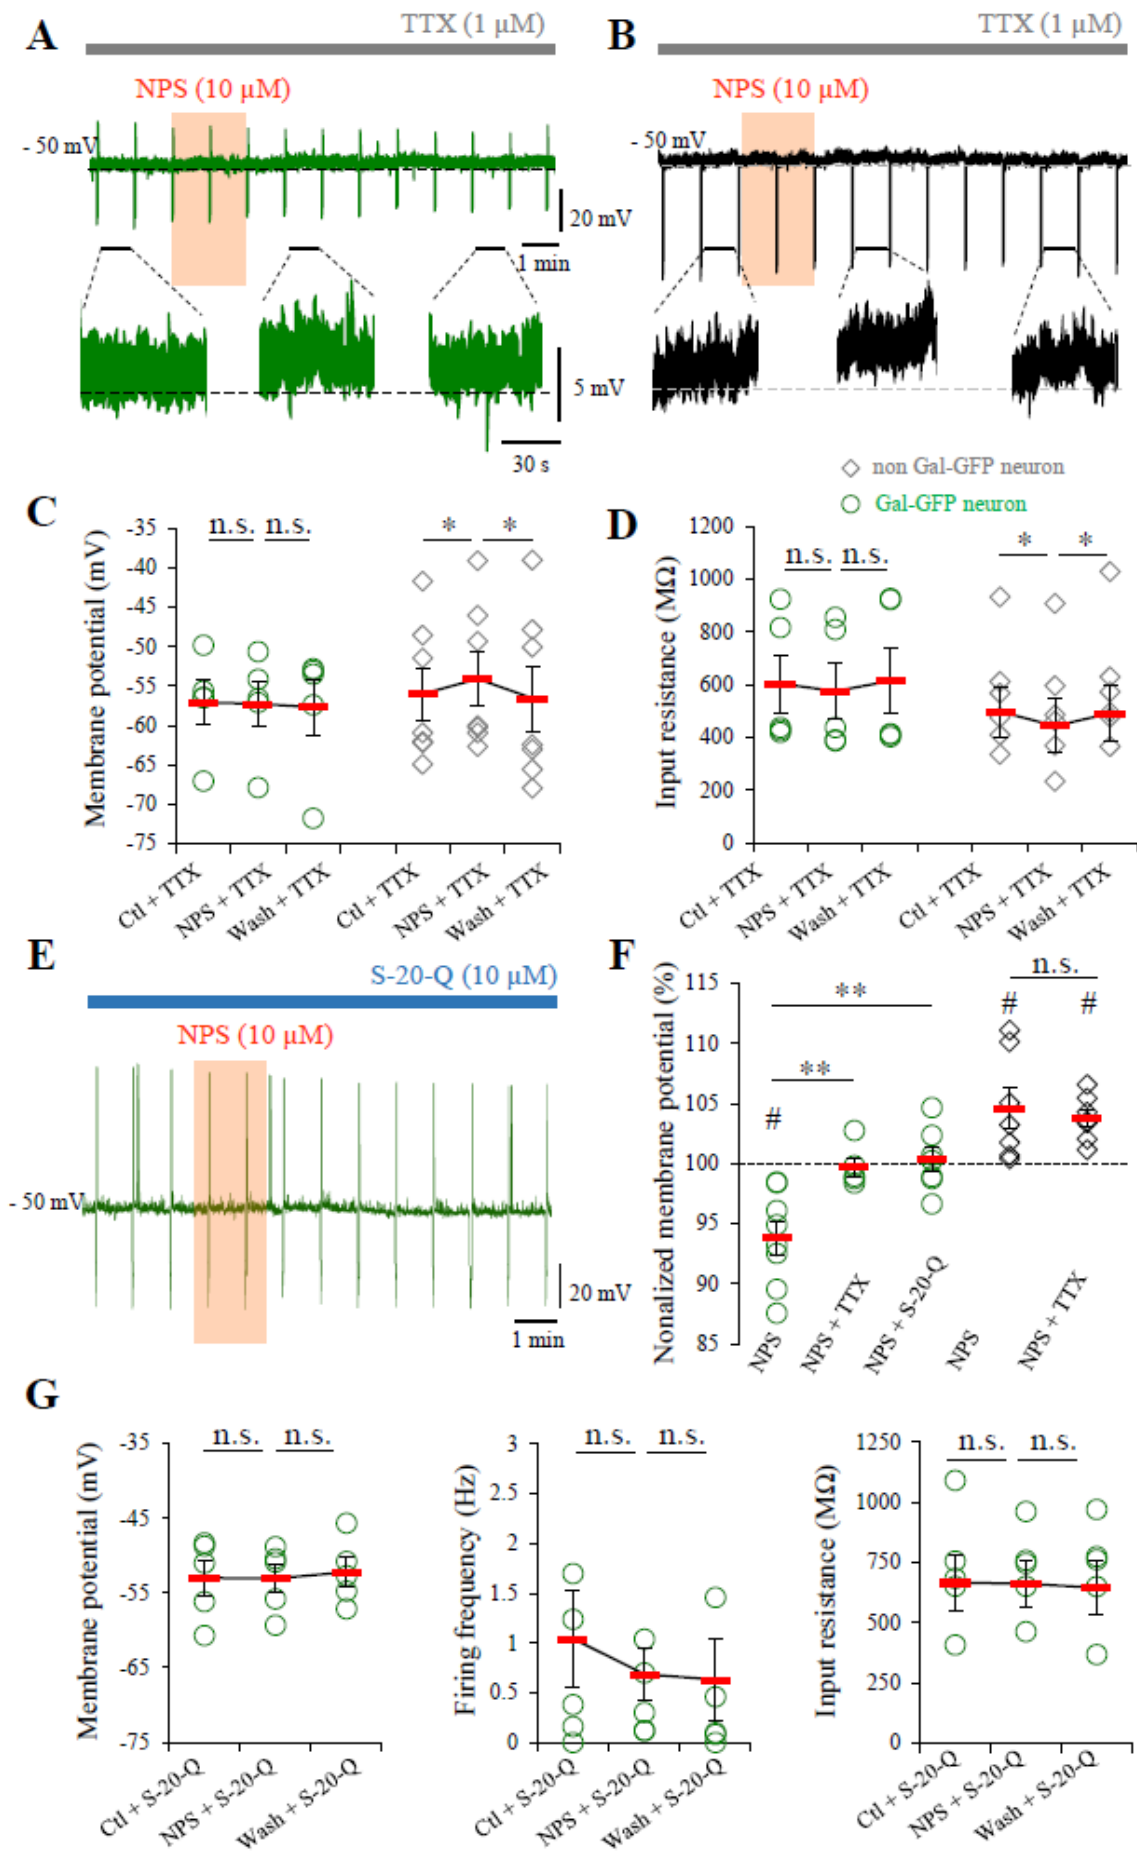 A
TTX (1 µM)
NPS (10 µM)
- 50 mV
20 mV
1 min
5 mV
30 s
B
TTX (1 µM)
NPS (10 µM)
- 50 mV
non Gal-GFP neuron
Gal-GFP neuron
C
Membrane potential (mV)
-35
-40
-45
-50
-55
-60
-65
-70
-75
n.s. n.s.
* *
Ctl + TTX
NPS + TTX
Wash + TTX
Ctl + TTX
NPS + TTX
Wash + TTX
D
Input resistance (MΩ)
1200
1000
800
600
400
200
0
n.s. n.s.
* *
Ctl + TTX
NPS + TTX
Wash + TTX
Ctl + TTX
NPS + TTX
Wash + TTX
E
S-20-Q (10 µM)
NPS (10 µM)
- 50 mV
20 mV
1 min
F
Nonalized membrane potential (%)
115
110
105
100
95
90
85
**
**
n.s.
#
#
#
NPS
NPS + TTX
NPS + S-20-Q
NPS
NPS + TTX
G
Membrane potential (mV)
-35
-45
-55
-65
-75
n.s. n.s.
Ctl + S-20-Q
NPS + S-20-Q
Wash + S-20-Q
Firing frequency (Hz)
3
2.5
2
1.5
1
0.5
0
n.s. n.s.
Ctl + S-20-Q
NPS + S-20-Q
Wash + S-20-Q
Input resistance (MΩ)
1250
1000
750
500
250
0
n.s. n.s.
Ctl + S-20-Q
NPS + S-20-Q
Wash + S-20-Q